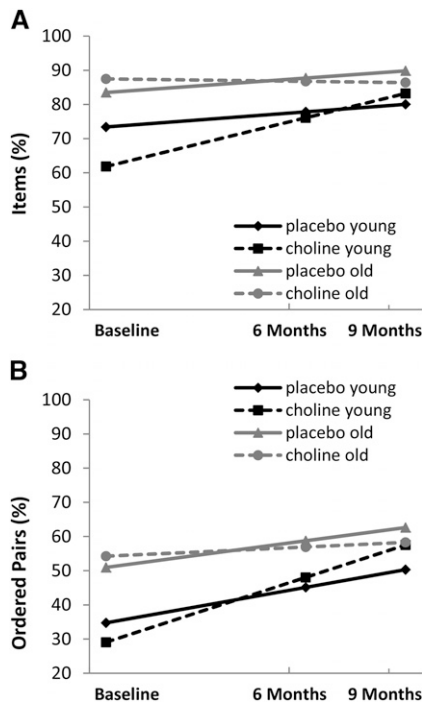 A
100
90
80
70
60
50
40
30
20
Items (%)
placebo young
choline young
placebo old
choline old
Baseline 6 Months 9 Months
B
100
90
80
70
60
50
40
30
20
Ordered Pairs (%)
placebo young
choline young
placebo old
choline old
Baseline 6 Months 9 Months